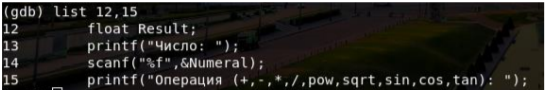 (gdb) list 12,15
12 float Result;
13 printf("Число: ");
14 scanf("%f",&Numeral);
15 printf("Операция (+,-,*,/,pow,sqrt,sin,cos,tan): ");